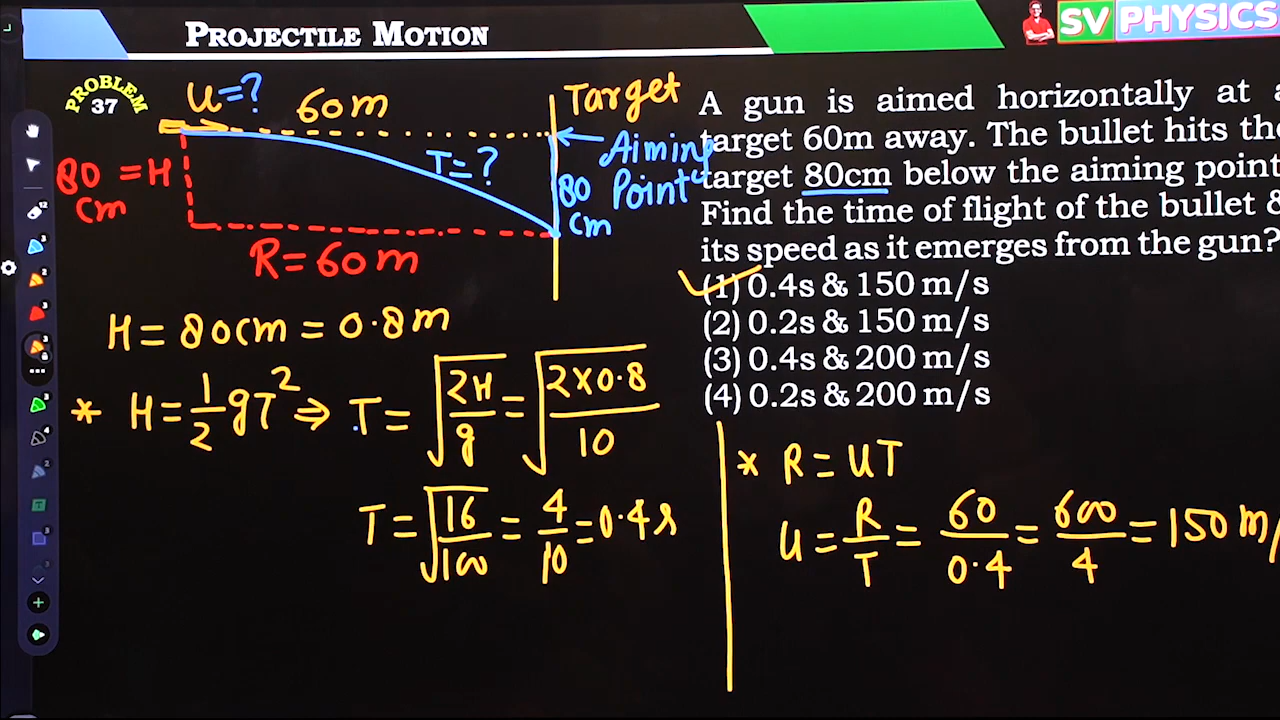 PROJECTILE MOTION
SV PHYSICS
PROBLEM
37
U=?
60m
Target
Aiming
Point
T=?
80
cm
80 = H
cm
R=60m
A gun is aimed horizontally at a
target 60m away. The bullet hits the
target 80cm below the aiming point
Find the time of flight of the bullet &
its speed as it emerges from the gun?
(1) 0.4s & 150 m/s
(2) 0.2s & 150 m/s
(3) 0.4s & 200 m/s
(4) 0.2s & 200 m/s
H = 80cm = 0.8m
* H = 1/2 gT² ⇒ T = √(2H/g) = √(2×0.8/10)
T = √(16/100) = 4/10 = 0.4s
* R = UT
U = R/T = 60/0.4 = 600/4 = 150 m/